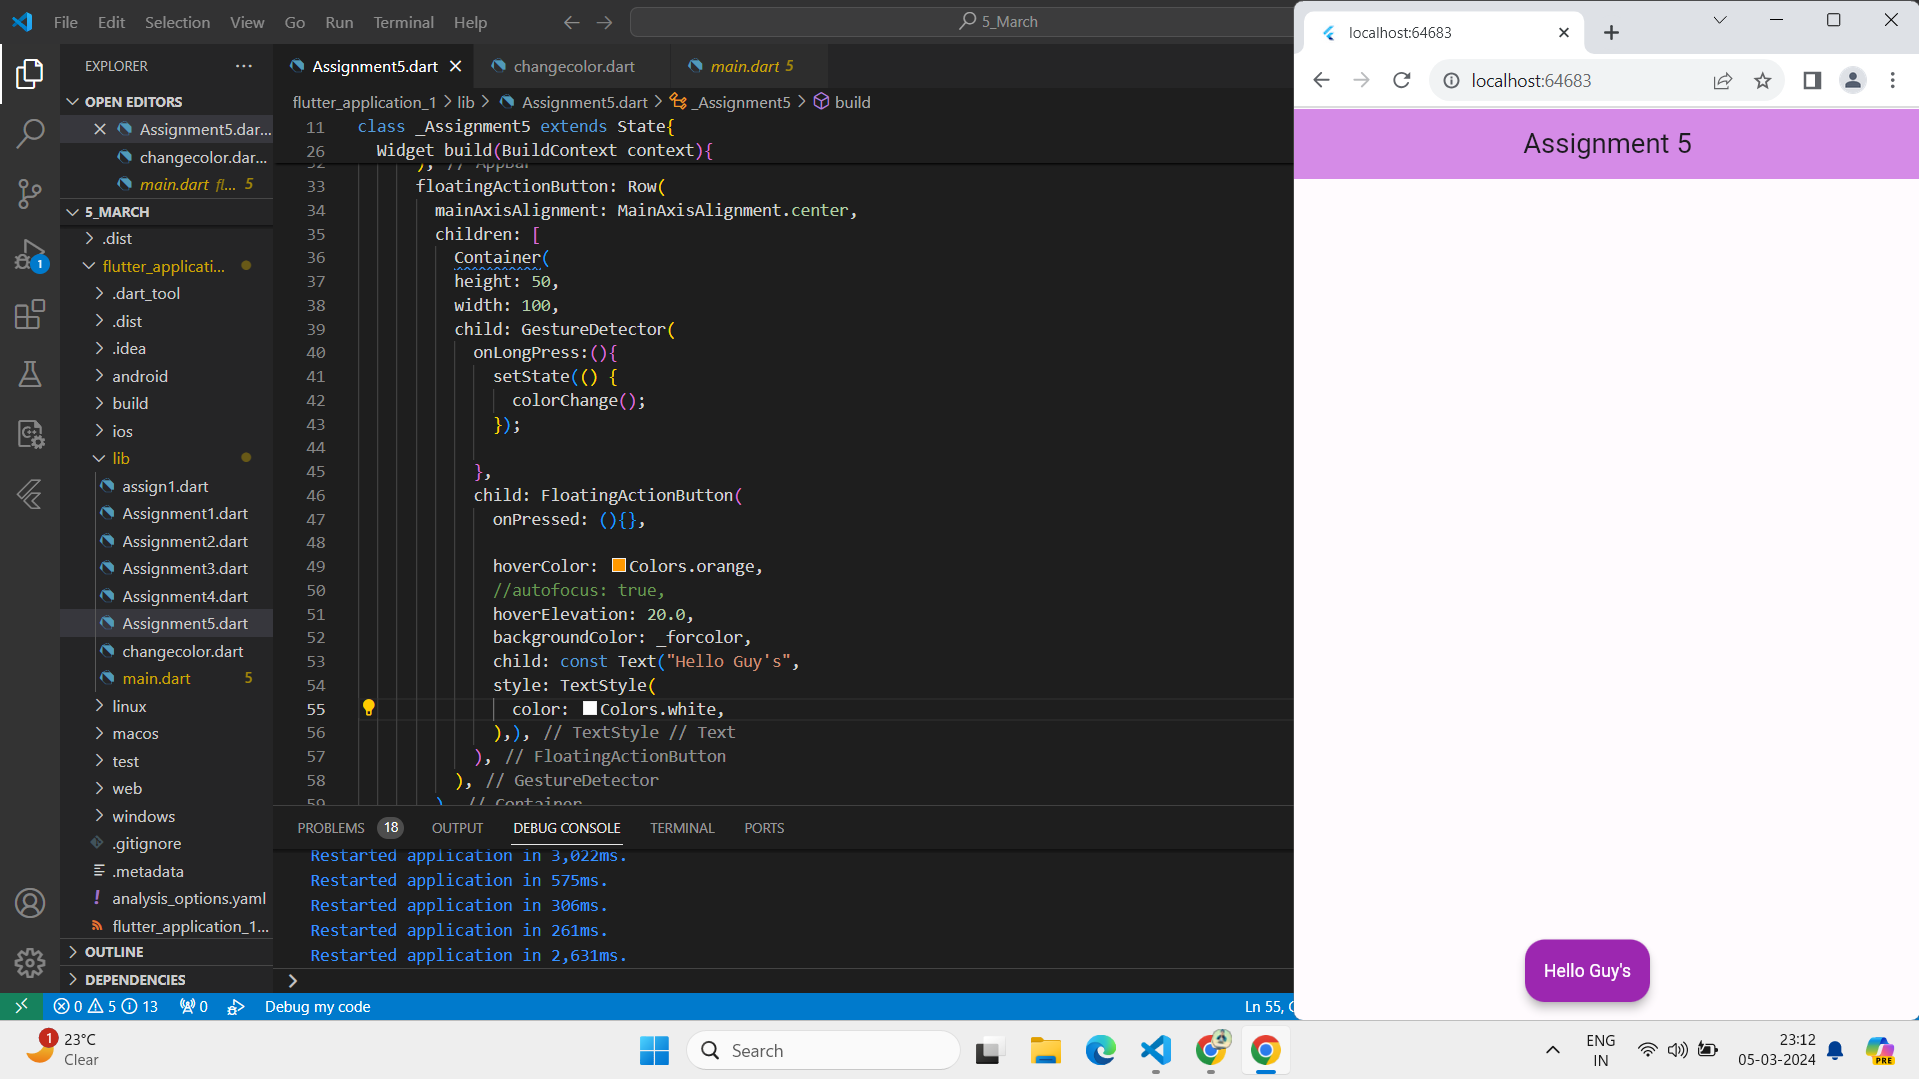 File Edit Selection View Go Run Terminal Help
5_March
EXPLORER
OPEN EDITORS
Assignment5.dar...
changecolor.dar...
main.dart fl... 5
5_MARCH
.dist
flutter_applicati...
.dart_tool
.dist
.idea
android
build
ios
lib
assign1.dart
Assignment1.dart
Assignment2.dart
Assignment3.dart
Assignment4.dart
Assignment5.dart
changecolor.dart
main.dart 5
linux
macos
test
web
windows
.gitignore
.metadata
analysis_options.yaml
flutter_application_1...
OUTLINE
DEPENDENCIES
1
Assignment5.dart
changecolor.dart
main.dart 5
flutter_application_1 > lib > Assignment5.dart > _Assignment5 > build
11 class _Assignment5 extends State{
26 Widget build(BuildContext context){
32 ), // AppBar
33 floatingActionButton: Row(
34 mainAxisAlignment: MainAxisAlignment.center,
35 children: [
36 Container(
37 height: 50,
38 width: 100,
39 child: GestureDetector(
40 onLongPress:(){
41 setState(() {
42 colorChange();
43 });
44
45 },
46 child: FloatingActionButton(
47 onPressed: (){},
48
49 hoverColor: Colors.orange,
50 //autofocus: true,
51 hoverElevation: 20.0,
52 backgroundColor: _forcolor,
53 child: const Text("Hello Guy's",
54 style: TextStyle(
55 color: Colors.white,
56 ),), // TextStyle // Text
57 ), // FloatingActionButton
58 ), // GestureDetector
59 ), // Container
PROBLEMS 18 OUTPUT DEBUG CONSOLE TERMINAL PORTS
Restarted application in 3,022ms.
Restarted application in 575ms.
Restarted application in 306ms.
Restarted application in 261ms.
Restarted application in 2,631ms.
0 5 13 0 Debug my code
Ln 55,
localhost:64683
localhost:64683
Assignment 5
Hello Guy's
1
23°C
Clear
Search
ENG
IN
23:12
05-03-2024
PRE